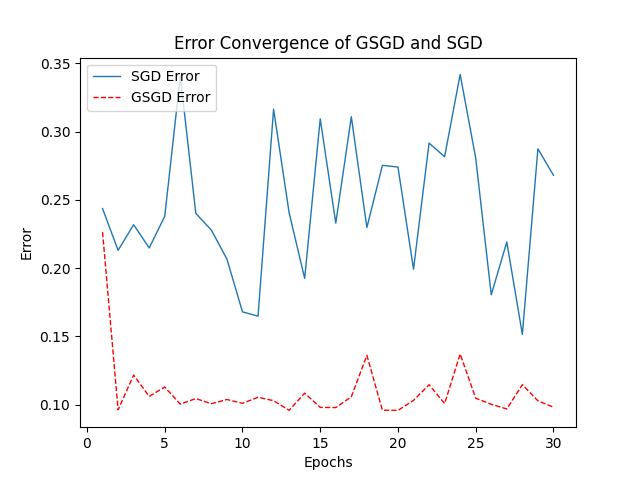 Error Convergence of GSGD and SGD
SGD Error
GSGD Error
Error
0.35
0.30
0.25
0.20
0.15
0.10
0 5 10 15 20 25 30
Epochs